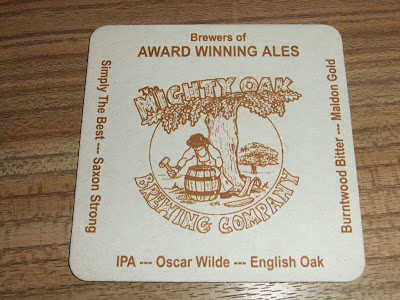 Brewers of
AWARD WINNING ALES
THE
MIGHTY OAK
BREWING COMPANY
Simply The Best --- Saxon Strong
Burntwood Bitter --- Maldon Gold
IPA --- Oscar Wilde --- English Oak